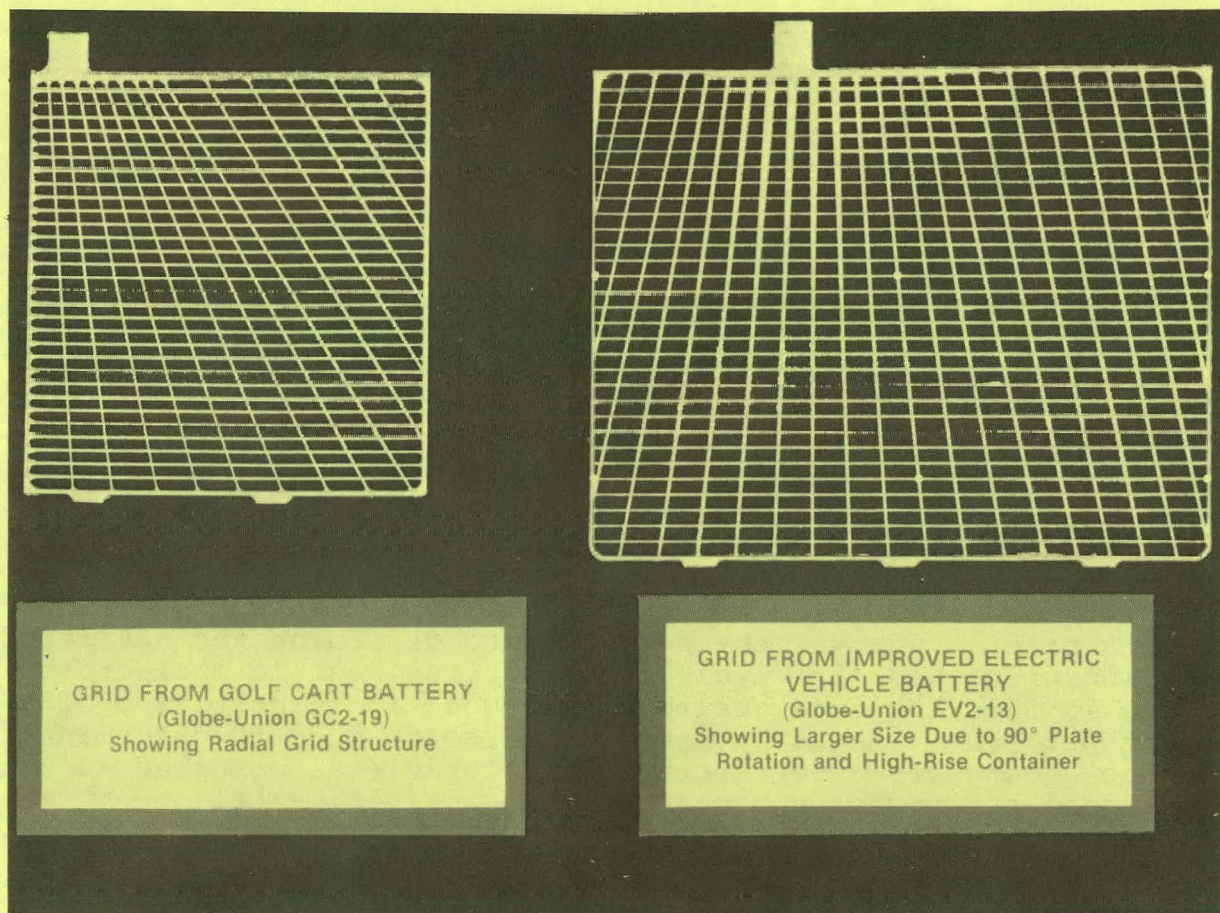 GRID FROM GOLF CART BATTERY
(Globe-Union GC2-19)
Showing Radial Grid Structure
GRID FROM IMPROVED ELECTRIC
VEHICLE BATTERY
(Globe-Union EV2-13)
Showing Larger Size Due to 90° Plate
Rotation and High-Rise Container